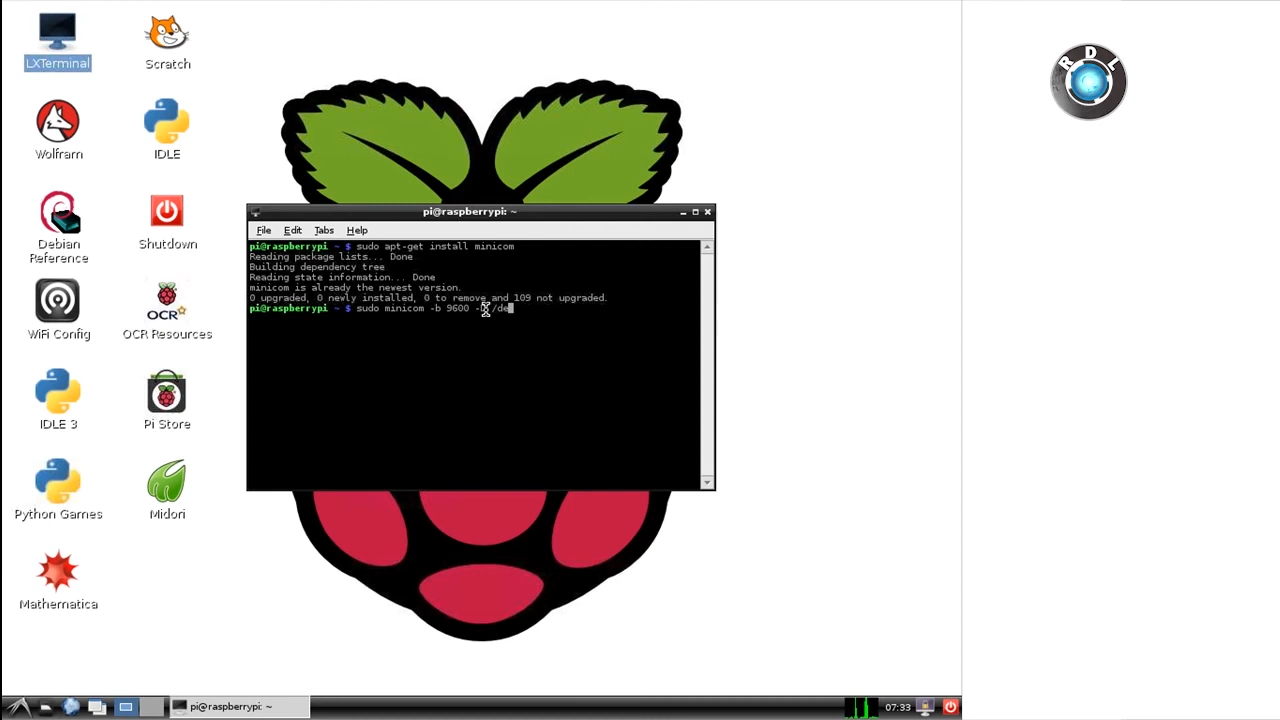 LXTerminal
Scratch
Wolfram
IDLE
Debian
Reference
Shutdown
WiFi Config
OCR
OCR Resources
IDLE 3
Pi Store
Python Games
Midori
Mathematica
R D L
pi@raspberrypi: ~
File Edit Tabs Help
pi@raspberrypi ~ $ sudo apt-get install minicom
Reading package lists... Done
Building dependency tree
Reading state information... Done
minicom is already the newest version.
0 upgraded, 0 newly installed, 0 to remove and 109 not upgraded.
pi@raspberrypi ~ $ sudo minicom -b 9600 /de
pi@raspberrypi: ~
07:33